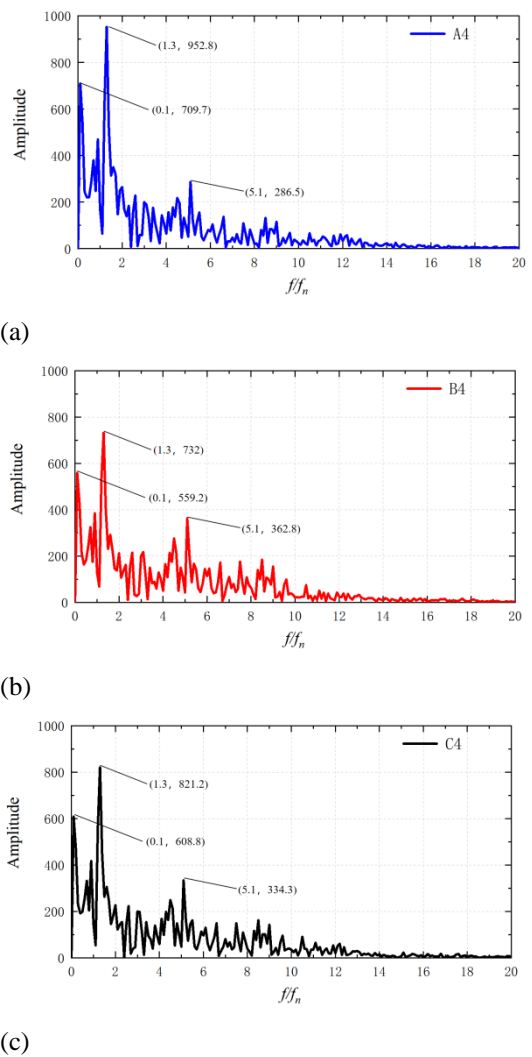 1000
(1.3, 952.8)
A4
800
(0.1, 709.7)
600
Amplitude
400
(5.1, 286.5)
200
0
0 2 4 6 8 10 12 14 16 18 20
f/fn
(a)
1000
B4
800
(1.3, 732)
600
(0.1, 559.2)
Amplitude
400
(5.1, 362.8)
200
0
0 2 4 6 8 10 12 14 16 18 20
f/fn
(b)
1000
C4
800
(1.3, 821.2)
600
(0.1, 608.8)
Amplitude
400
(5.1, 334.3)
200
0
0 2 4 6 8 10 12 14 16 18 20
f/fn
(c)